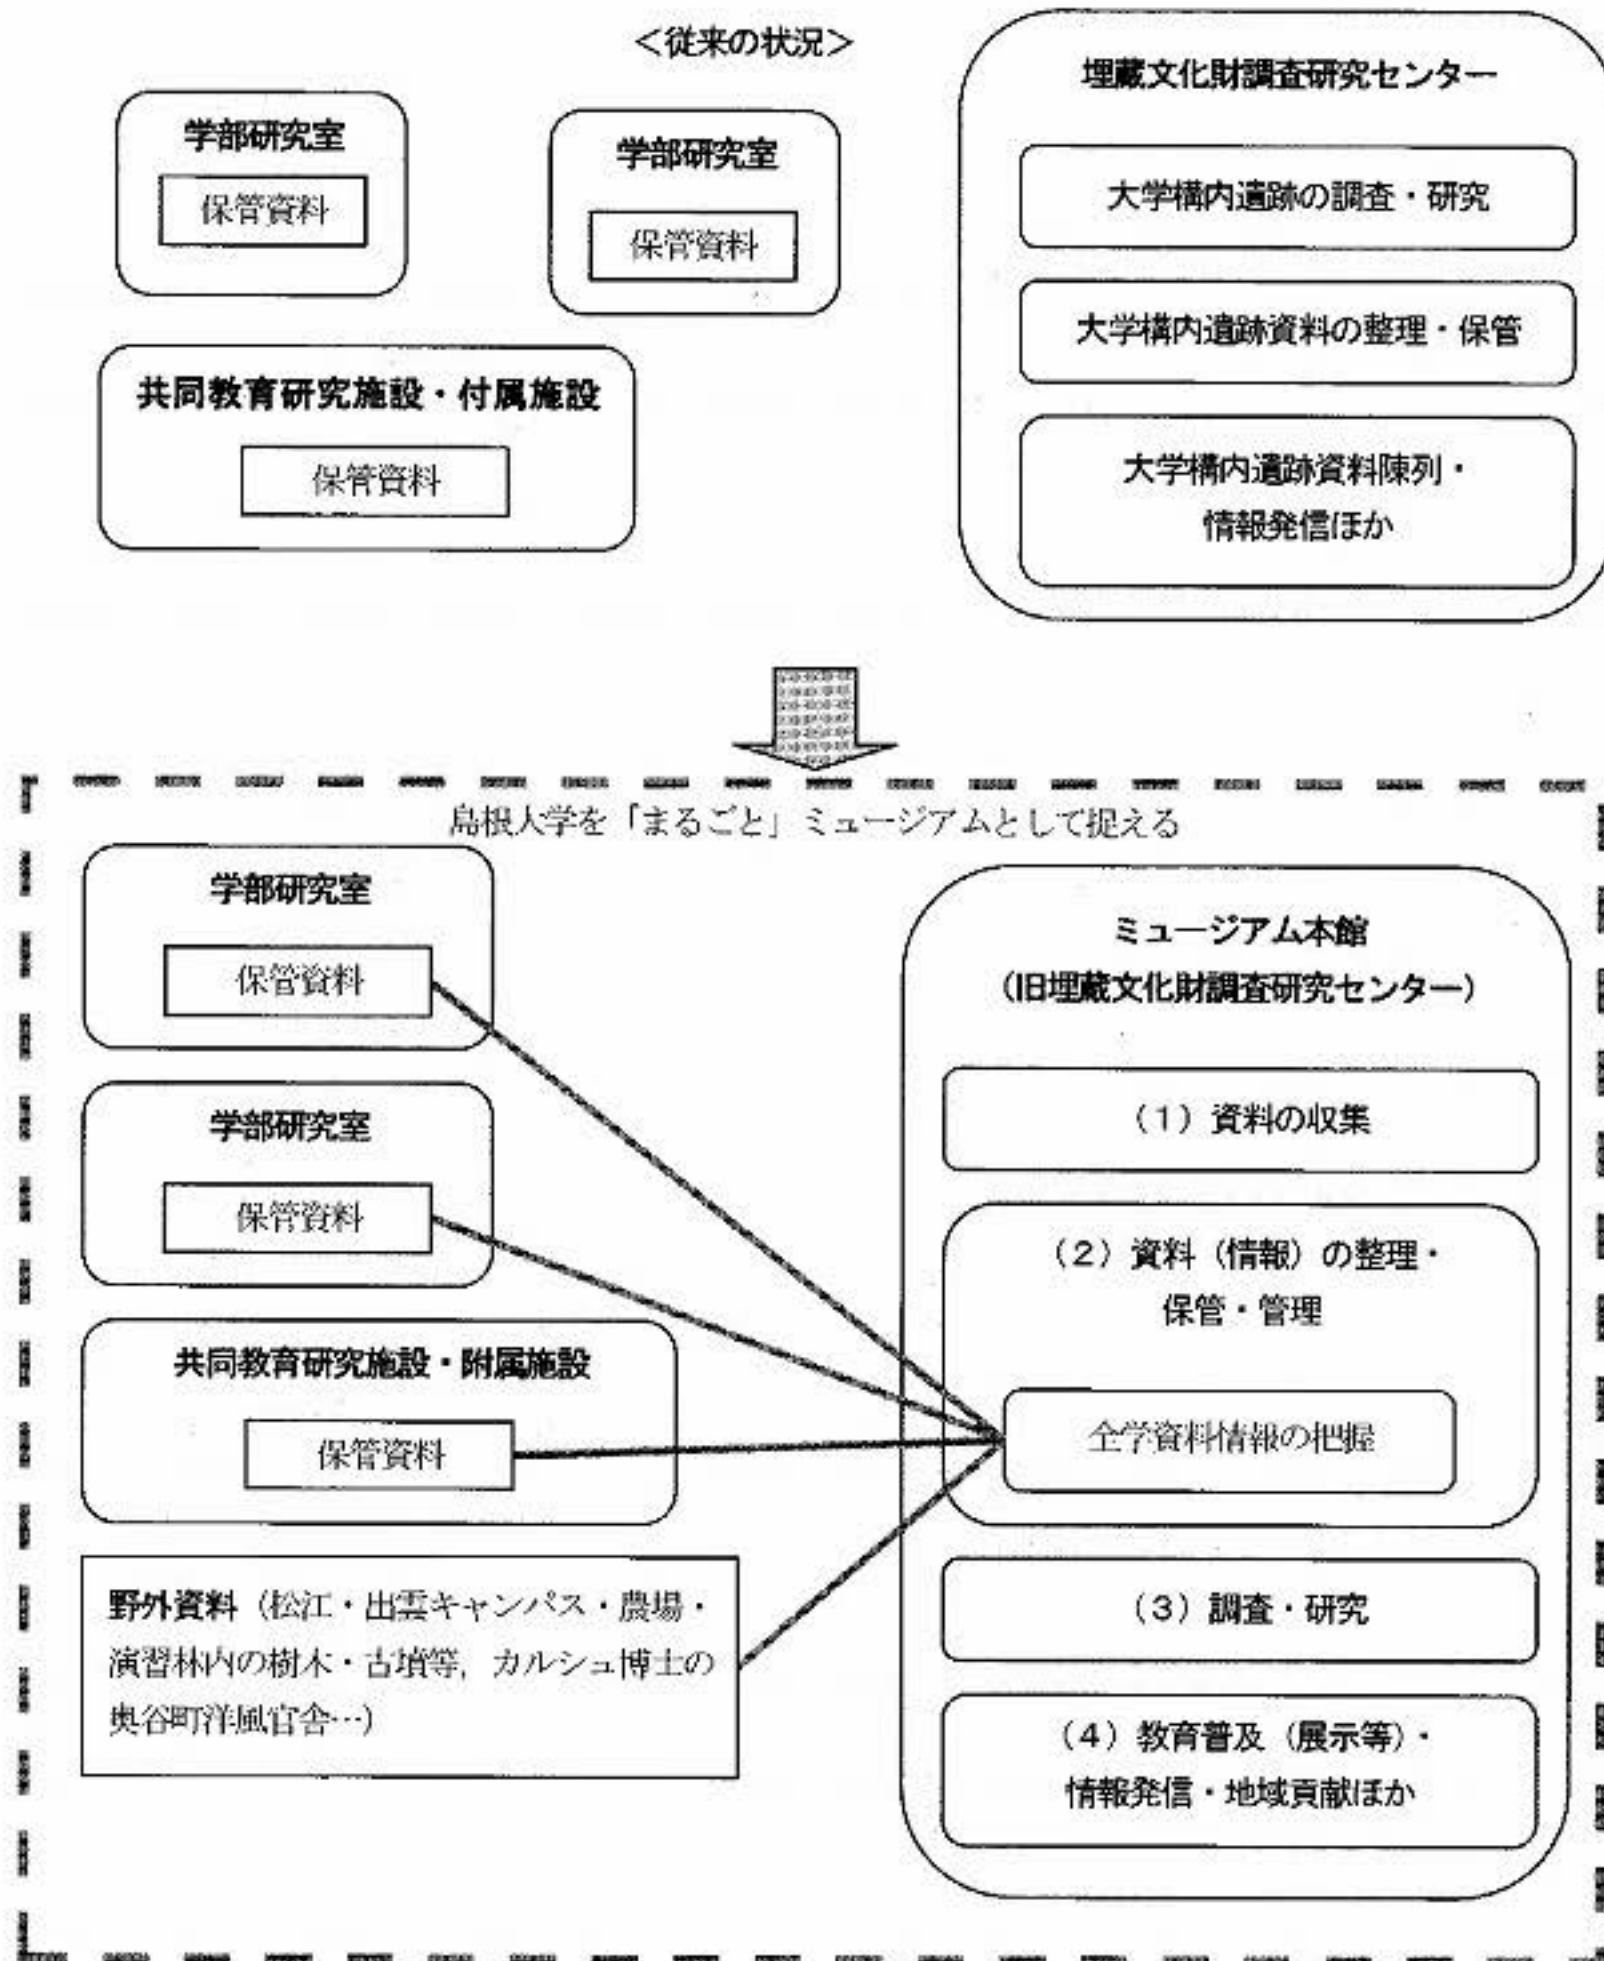 <従来の状況>
学部研究室
保管資料
学部研究室
保管資料
共同教育研究施設・付属施設
保管資料
埋蔵文化財調査研究センター
大学構内遺跡の調査・研究
大学構内遺跡資料の整理・保管
大学構内遺跡資料陳列・
情報発信ほか
島根大学を「まるごと」ミュージアムとして捉える
学部研究室
保管資料
学部研究室
保管資料
共同教育研究施設・附属施設
保管資料
野外資料（松江・出雲キャンパス・農場・
演習林内の樹木・古墳等，カルシュ博士の
奥谷町洋風官舎…）
ミュージアム本館
（旧埋蔵文化財調査研究センター）
（1）資料の収集
（2）資料（情報）の整理・
保管・管理
全学資料情報の把握
（3）調査・研究
（4）教育普及（展示等）・
情報発信・地域貢献ほか